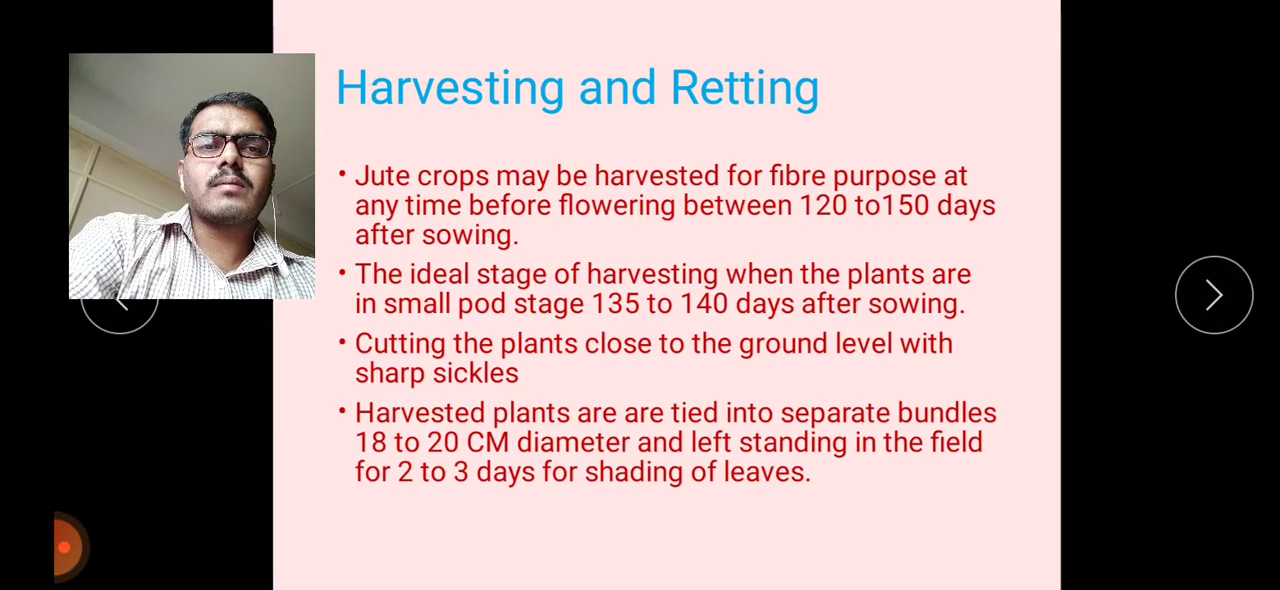 Harvesting and Retting
• Jute crops may be harvested for fibre purpose at
any time before flowering between 120 to150 days
after sowing.
• The ideal stage of harvesting when the plants are
in small pod stage 135 to 140 days after sowing.
• Cutting the plants close to the ground level with
sharp sickles
• Harvested plants are are tied into separate bundles
18 to 20 CM diameter and left standing in the field
for 2 to 3 days for shading of leaves.